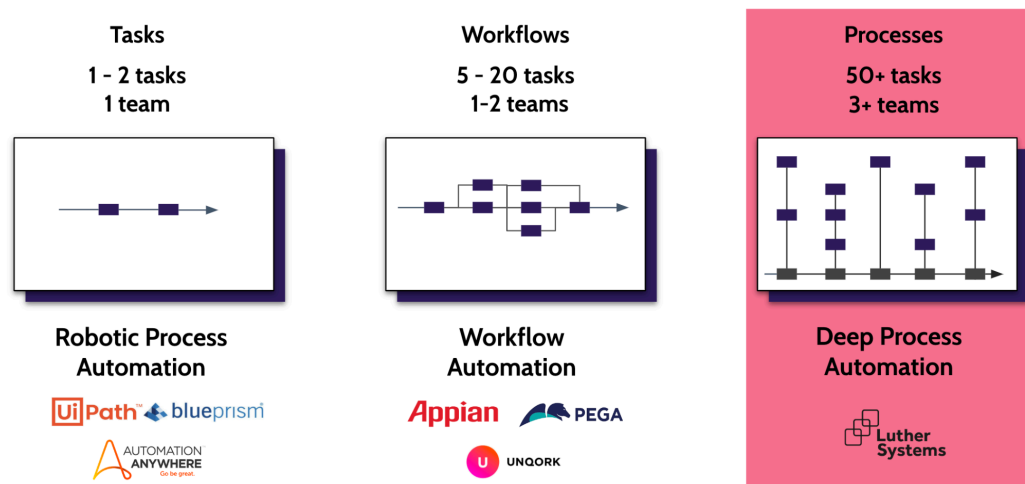 Tasks
1 - 2 tasks
1 team
Robotic Process
Automation
UiPath™ blueprism
AUTOMATION
ANYWHERE
Go be great.
Workflows
5 - 20 tasks
1-2 teams
Workflow
Automation
Appian PEGA
U UNQORK
Processes
50+ tasks
3+ teams
Deep Process
Automation
Luther
Systems